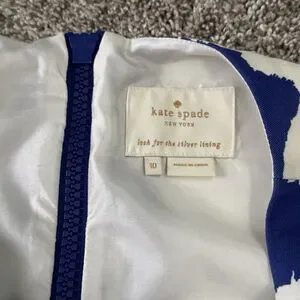 kate spade
NEW YORK
look for the silver lining
10